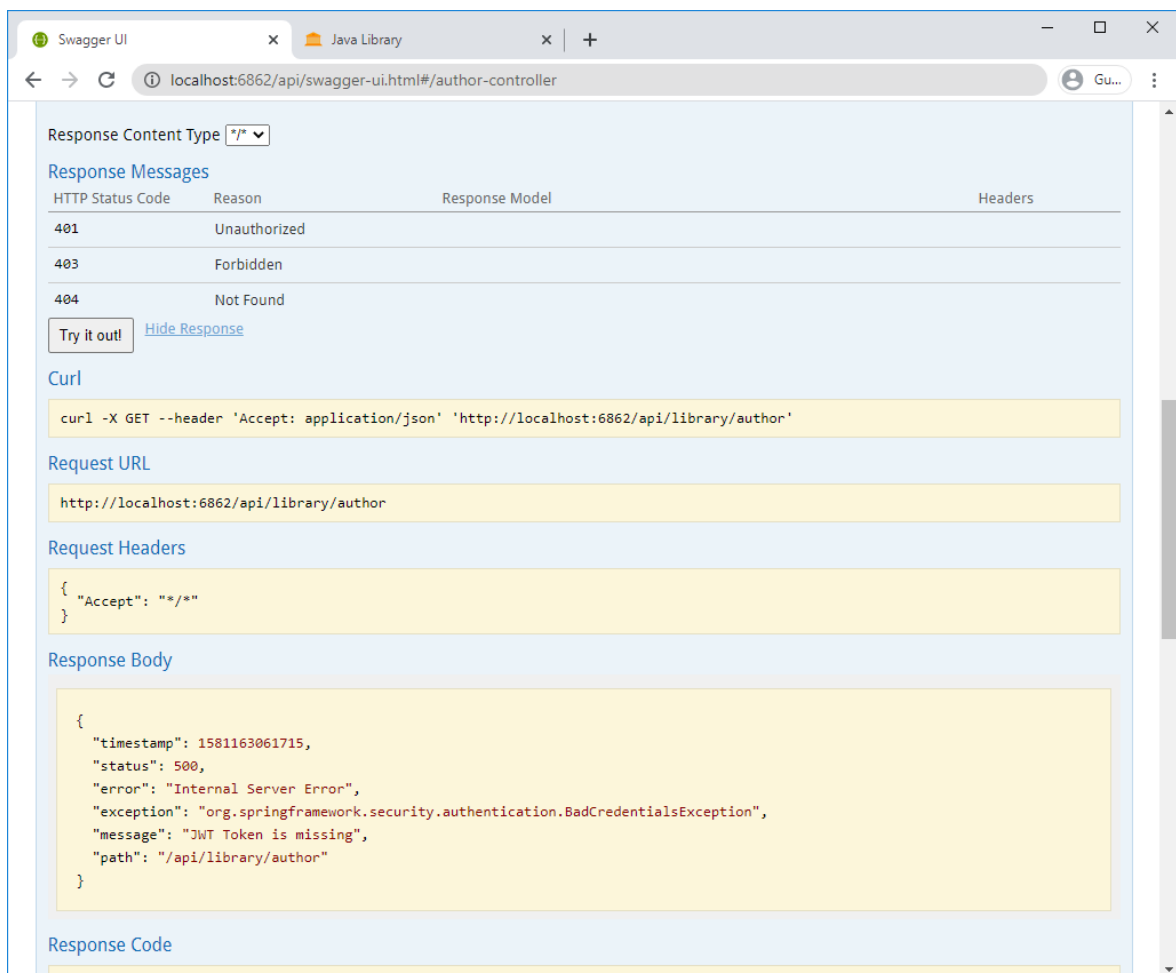 Swagger UI
Java Library
localhost:6862/api/swagger-ui.html#/author-controller
Gu...
Response Content Type */*
Response Messages
HTTP Status Code Reason Response Model Headers
401 Unauthorized
403 Forbidden
404 Not Found
Try it out! Hide Response
Curl
curl -X GET --header 'Accept: application/json' 'http://localhost:6862/api/library/author'
Request URL
http://localhost:6862/api/library/author
Request Headers
{
"Accept": "*/*"
}
Response Body
{
"timestamp": 1581163061715,
"status": 500,
"error": "Internal Server Error",
"exception": "org.springframework.security.authentication.BadCredentialsException",
"message": "JWT Token is missing",
"path": "/api/library/author"
}
Response Code